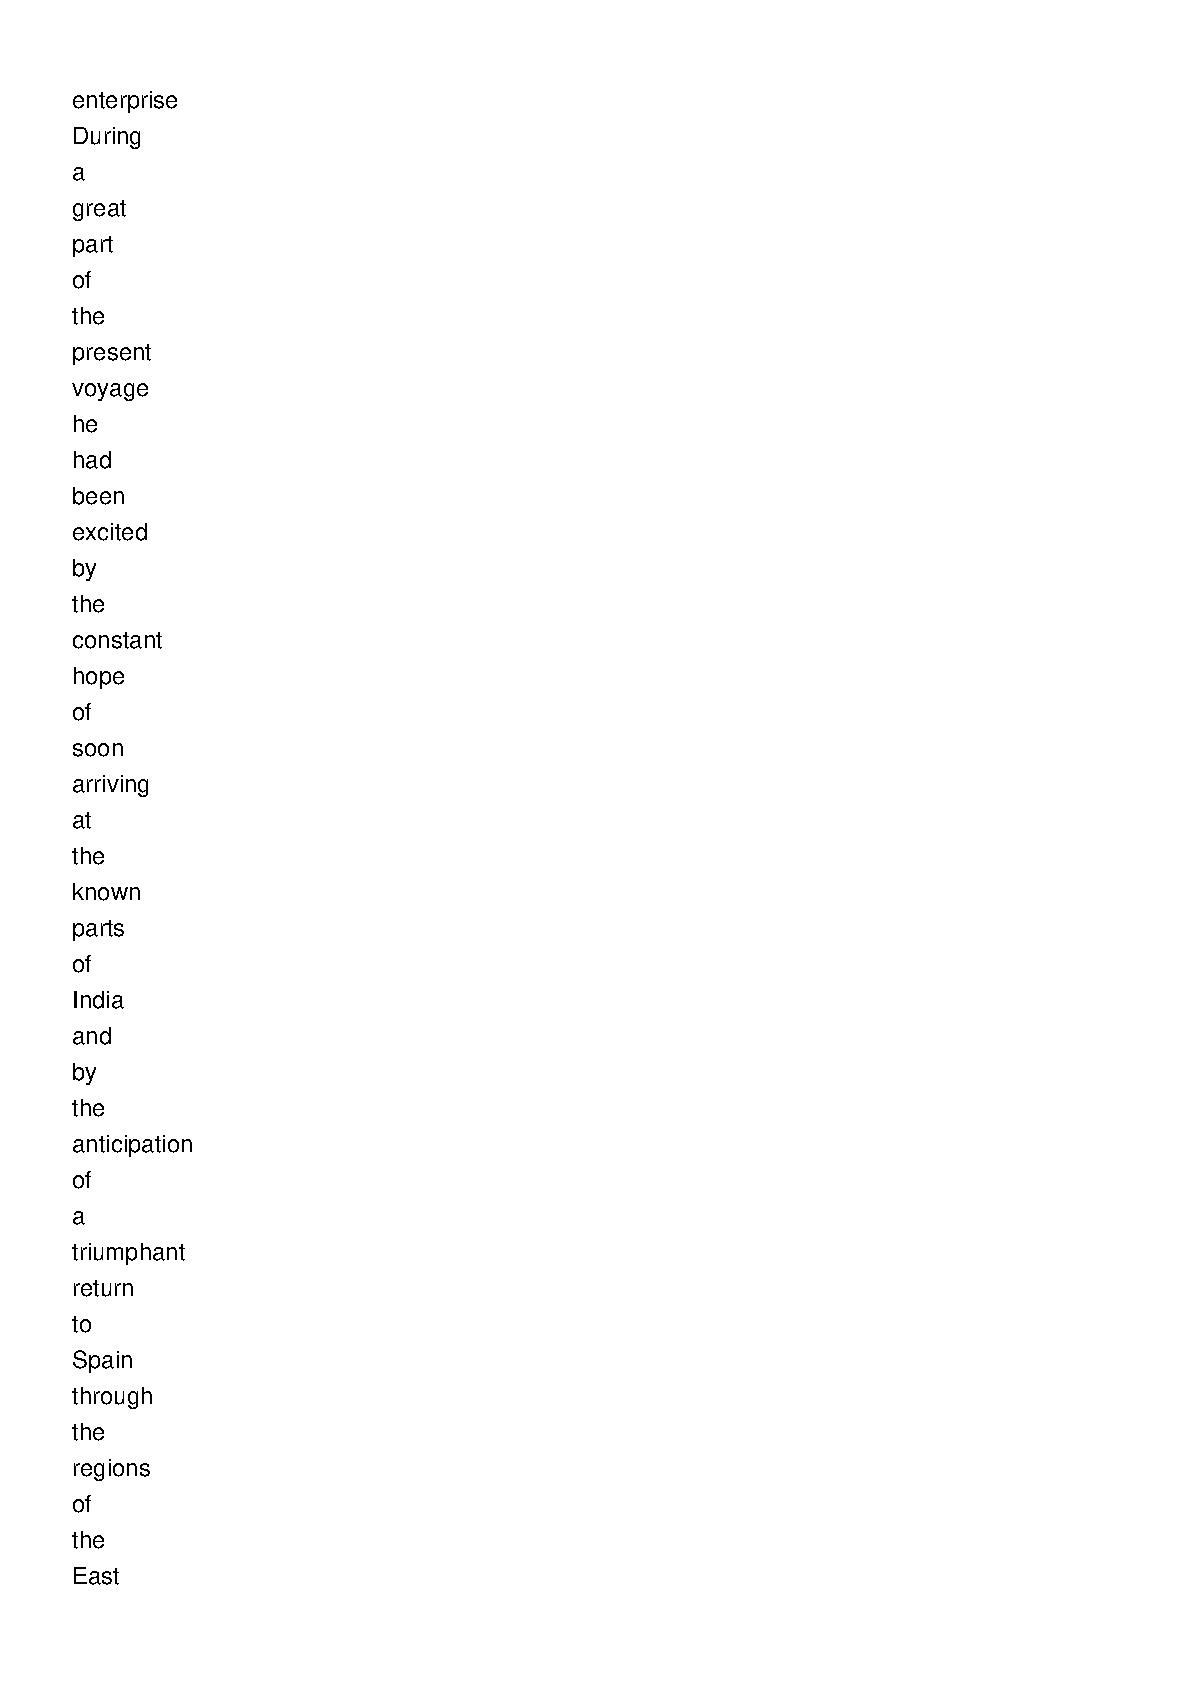 enterprise
During
a
great
part
of
the
present
voyage
he
had
been
excited
by
the
constant
hope
of
soon
arriving
at
the
known
parts
of
India
and
by
the
anticipation
of
a
triumphant
return
to
Spain
through
the
regions
of
the
East